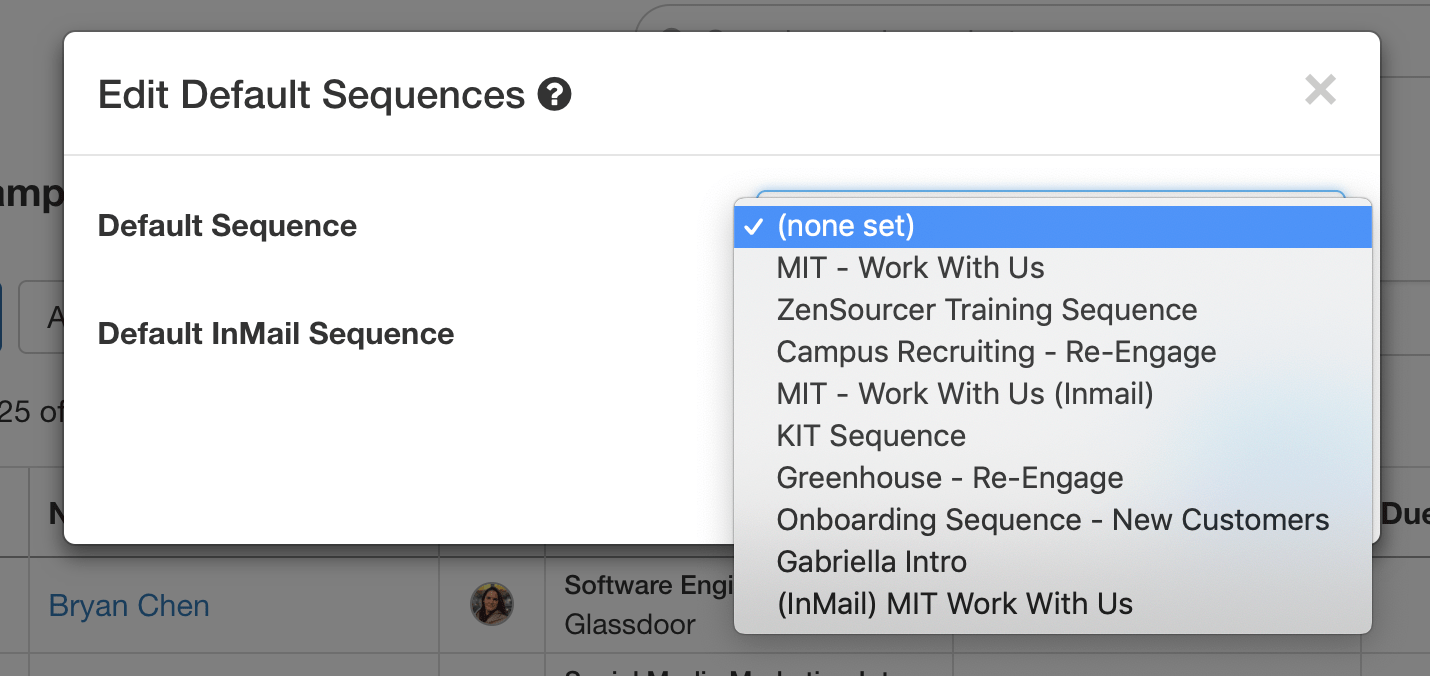 Edit Default Sequences ?
Default Sequence
(none set)
MIT - Work With Us
ZenSourcer Training Sequence
Campus Recruiting - Re-Engage
MIT - Work With Us (Inmail)
KIT Sequence
Greenhouse - Re-Engage
Onboarding Sequence - New Customers
Gabriella Intro
(InMail) MIT Work With Us
Default InMail Sequence
25 of
Due
Bryan Chen
Software Engi
Glassdoor